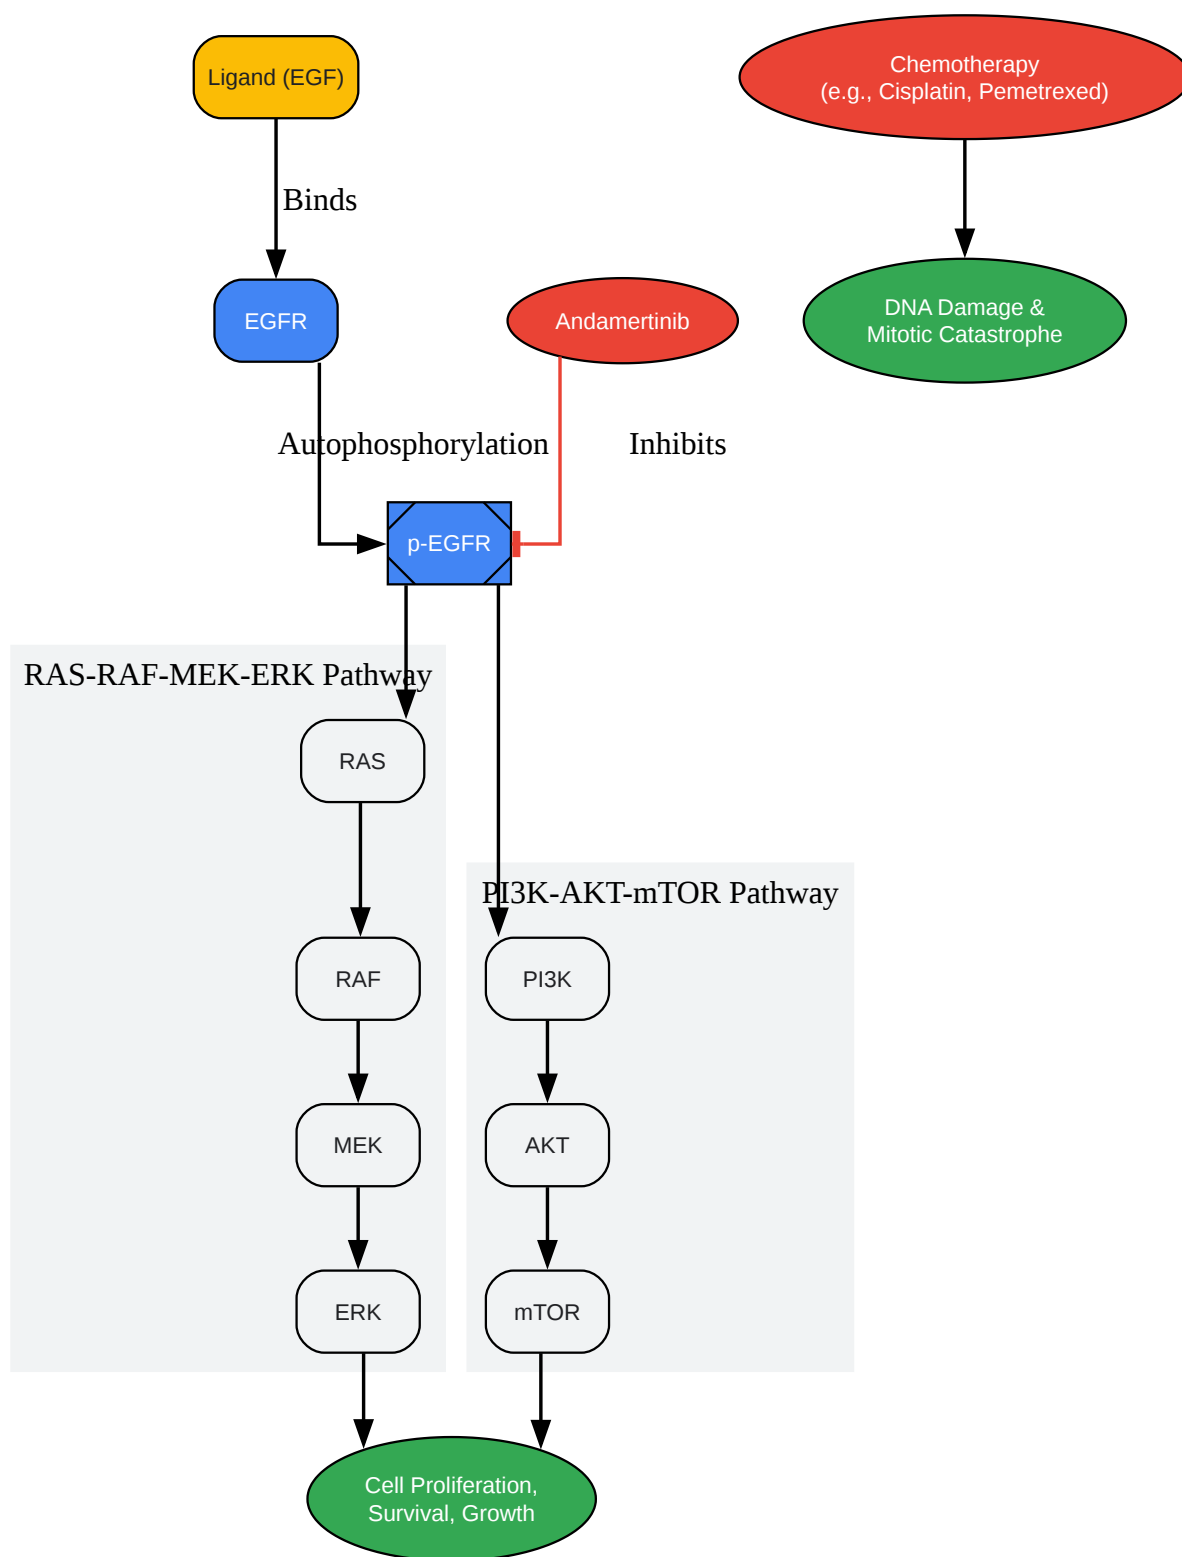 Ligand (EGF)
Chemotherapy
(e.g., Cisplatin, Pemetrexed)
Binds
EGFR
Andamertinib
DNA Damage &
Mitotic Catastrophe
Autophosphorylation
Inhibits
p-EGFR
RAS-RAF-MEK-ERK Pathway
RAS
PI3K-AKT-mTOR Pathway
RAF
PI3K
MEK
AKT
ERK
mTOR
Cell Proliferation,
Survival, Growth